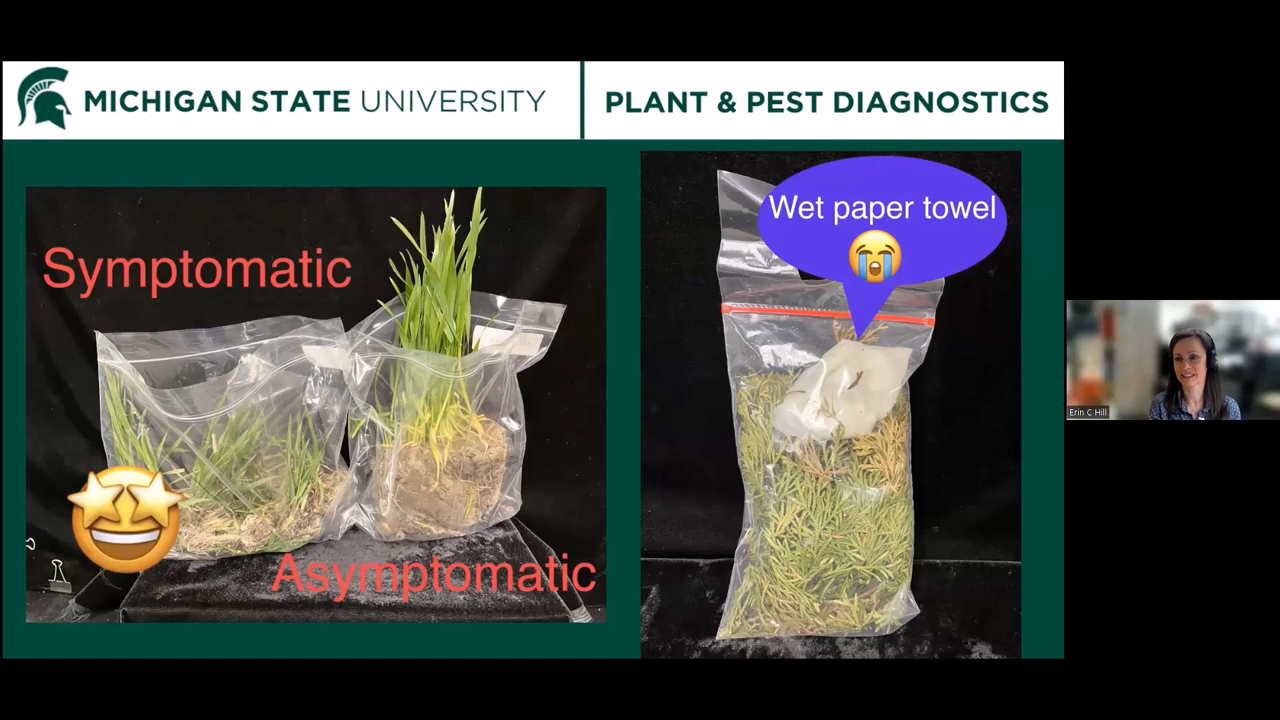 MICHIGAN STATE UNIVERSITY
PLANT & PEST DIAGNOSTICS
Symptomatic
Asymptomatic
Wet paper towel
Erin C Hill